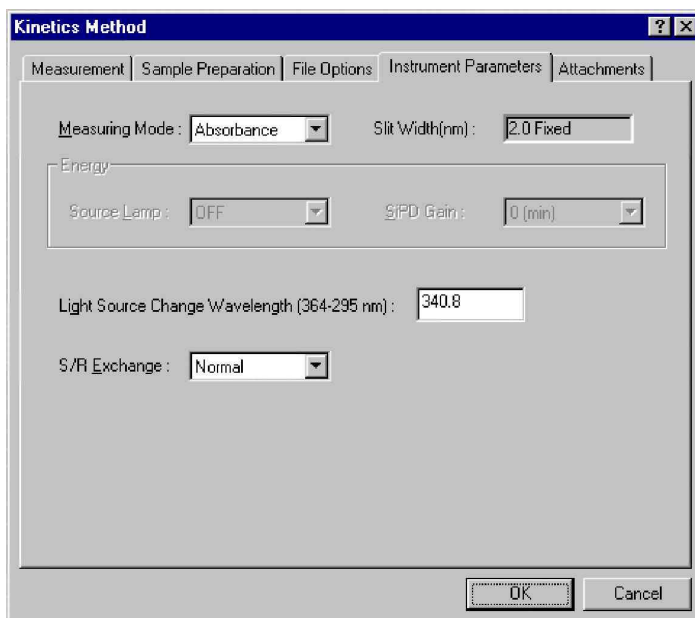 Kinetics Method
Measurement Sample Preparation File Options Instrument Parameters Attachments
Measuring Mode : Absorbance Slit Width(nm) : 2.0 Fixed
Energy
Source Lamp : OFF SiPD Gain : 0 (min)
Light Source Change Wavelength (364-295 nm) : 340.8
S/R Exchange : Normal
OK Cancel